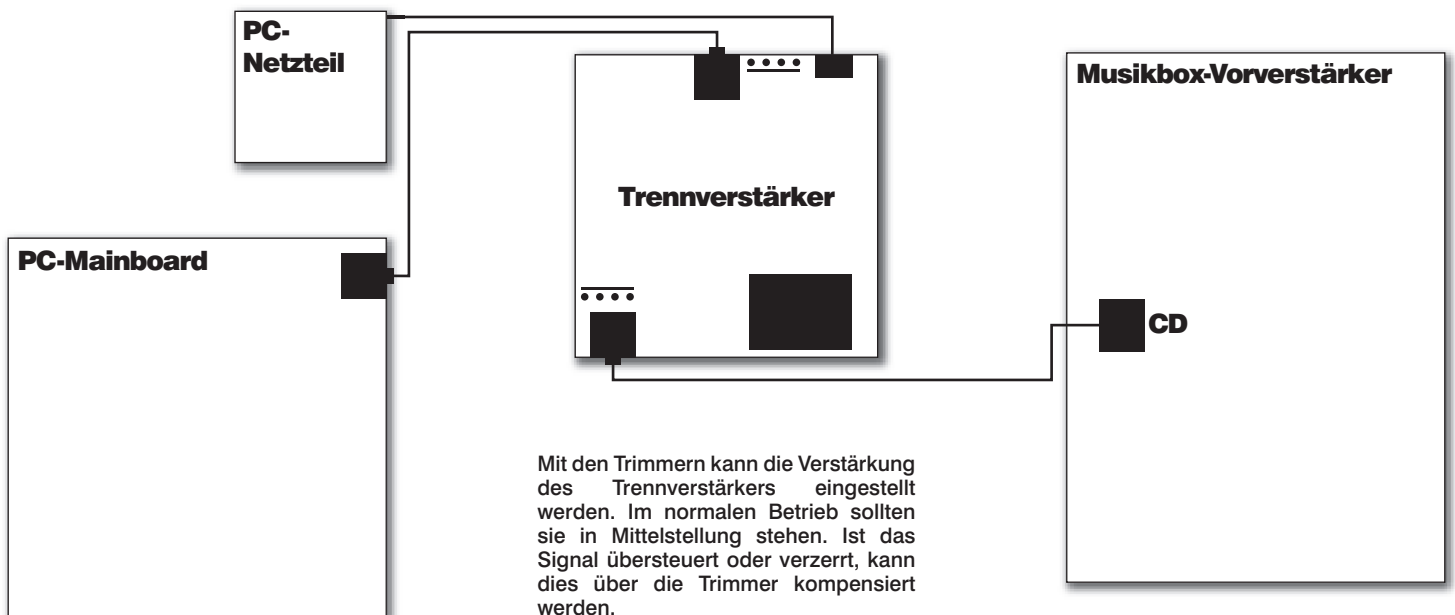 PC-
Netzteil
Musikbox-Vorverstärker
Trennverstärker
PC-Mainboard
CD
Mit den Trimmern kann die Verstärkung
des Trennverstärkers eingestellt
werden. Im normalen Betrieb sollten
sie in Mittelstellung stehen. Ist das
Signal übersteuert oder verzerrt, kann
dies über die Trimmer kompensiert
werden.